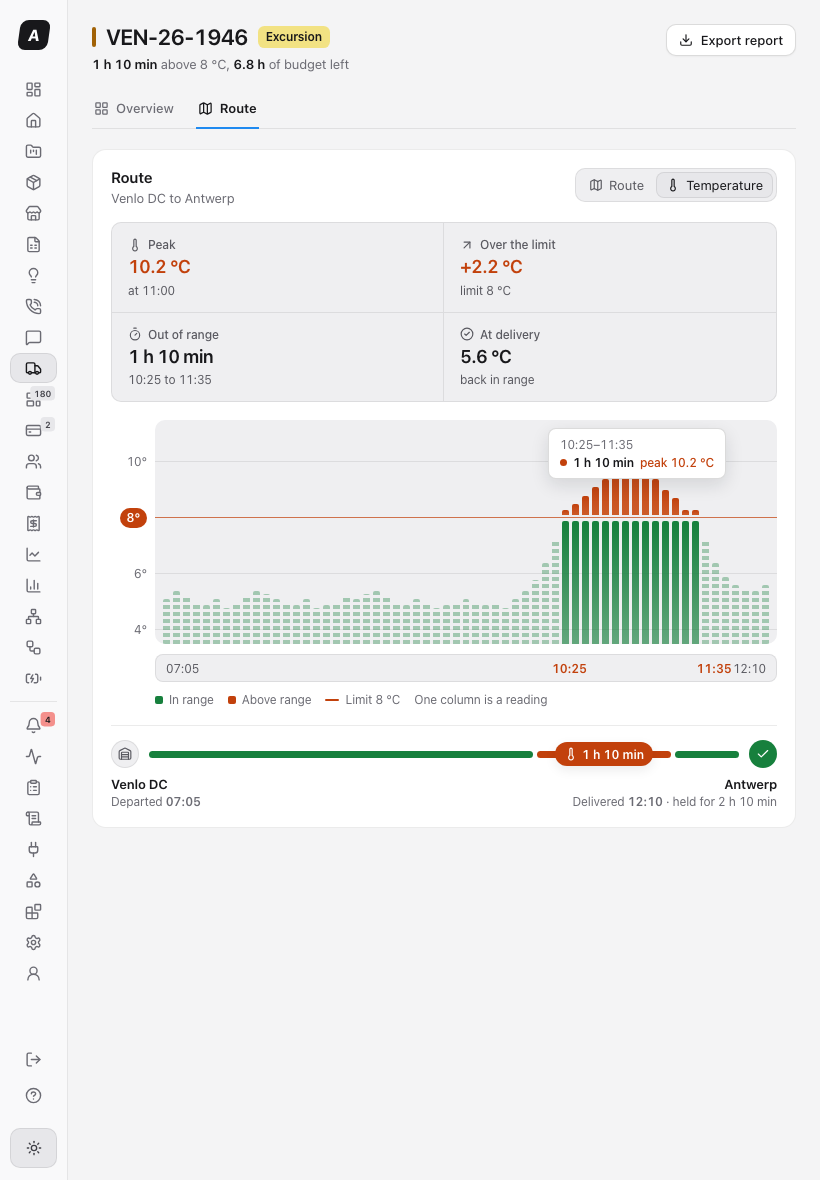 A
VEN-26-1946
Excursion
1 h 10 min above 8 °C, 6.8 h of budget left
Export report
Overview
Route
Route
Venlo DC to Antwerp
Route
Temperature
Peak
10.2 °C
at 11:00
Over the limit
+2.2 °C
limit 8 °C
Out of range
1 h 10 min
10:25 to 11:35
At delivery
5.6 °C
back in range
180
2
4
10:25–11:35
1 h 10 min peak 10.2 °C
10°
8°
6°
4°
07:05
10:25
11:35
12:10
In range
Above range
Limit 8 °C
One column is a reading
1 h 10 min
Venlo DC
Departed 07:05
Antwerp
Delivered 12:10 · held for 2 h 10 min